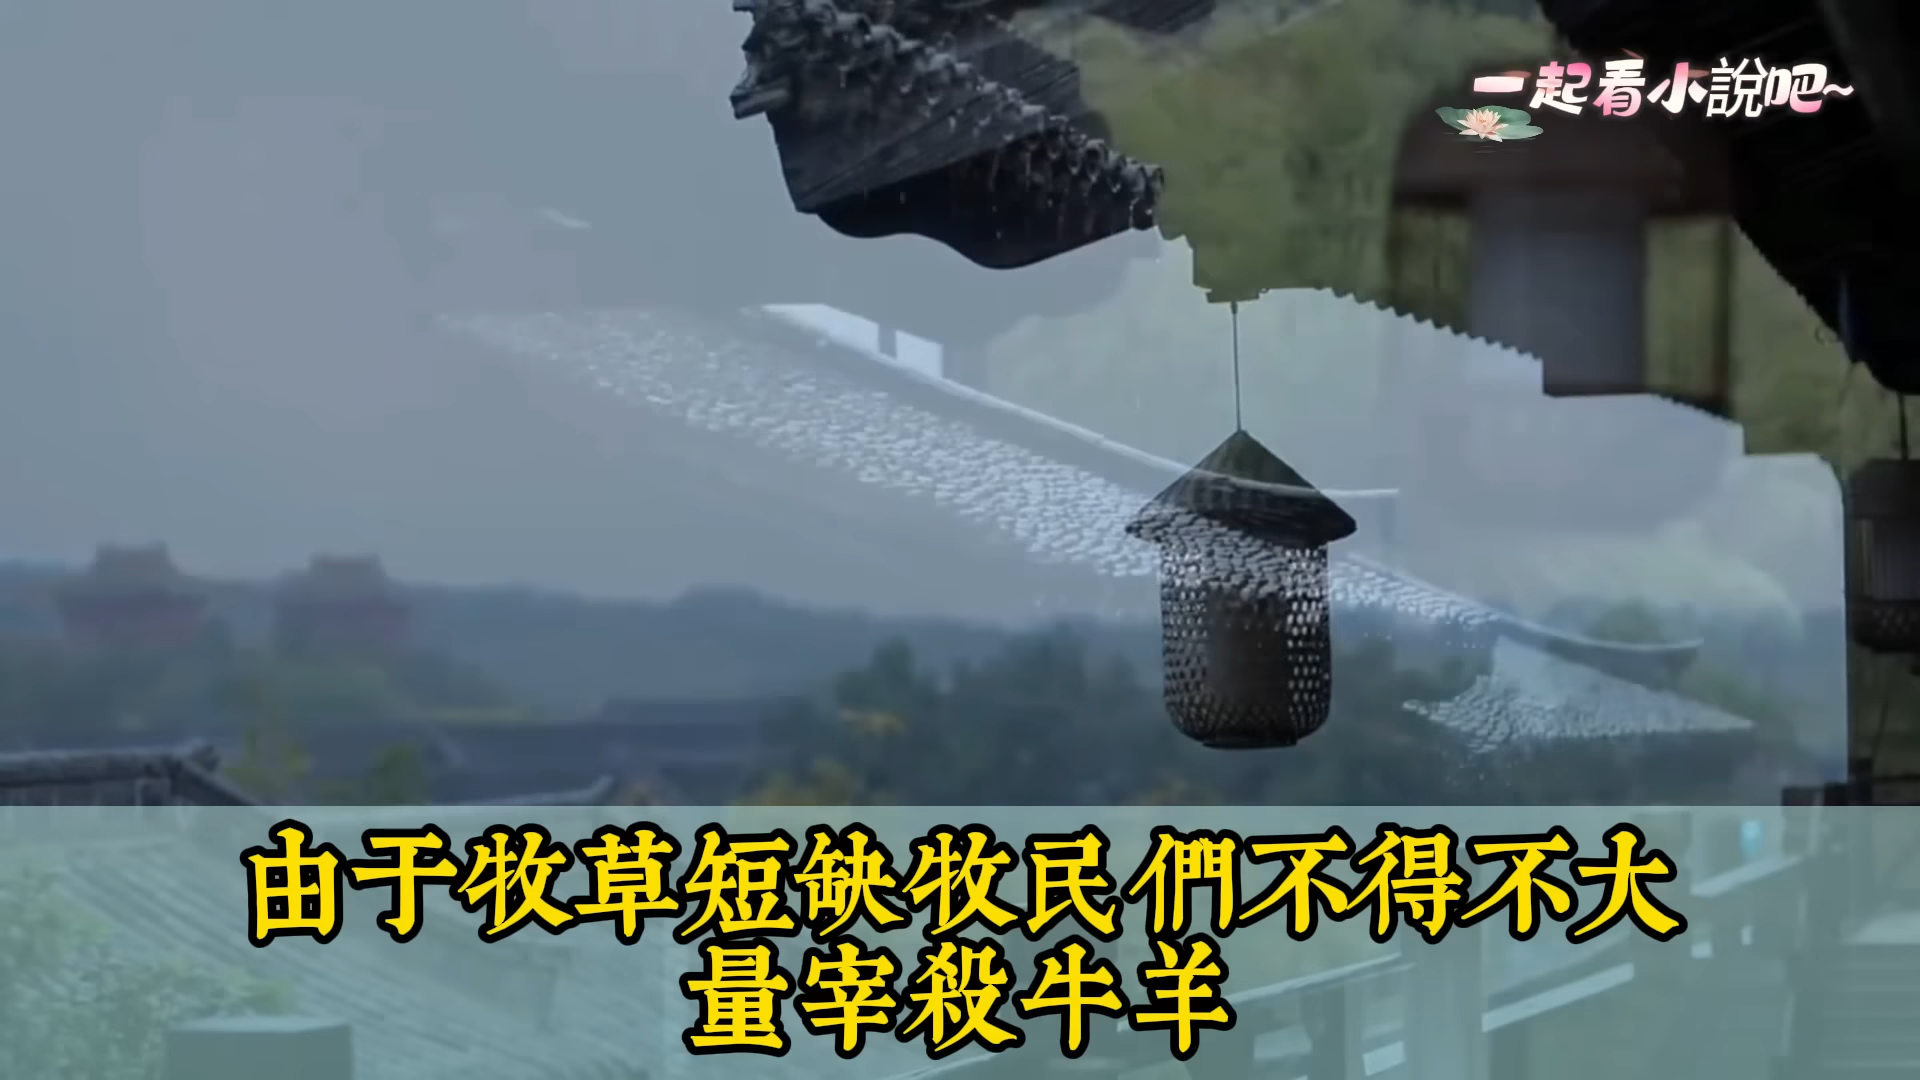 一起看小說吧~
由于牧草短缺牧民們不得不大
量宰殺牛羊